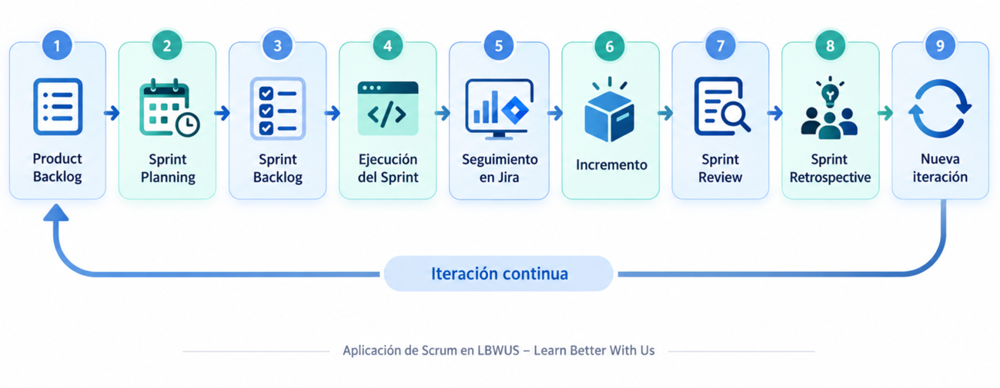 1
2
3
4
5
6
7
8
9
Product
Backlog
Sprint
Planning
Sprint
Backlog
Ejecución
del Sprint
Seguimiento
en Jira
Incremento
Sprint
Review
Sprint
Retrospective
Nueva
iteración
Iteración continua
Aplicación de Scrum en LBWUS – Learn Better With Us